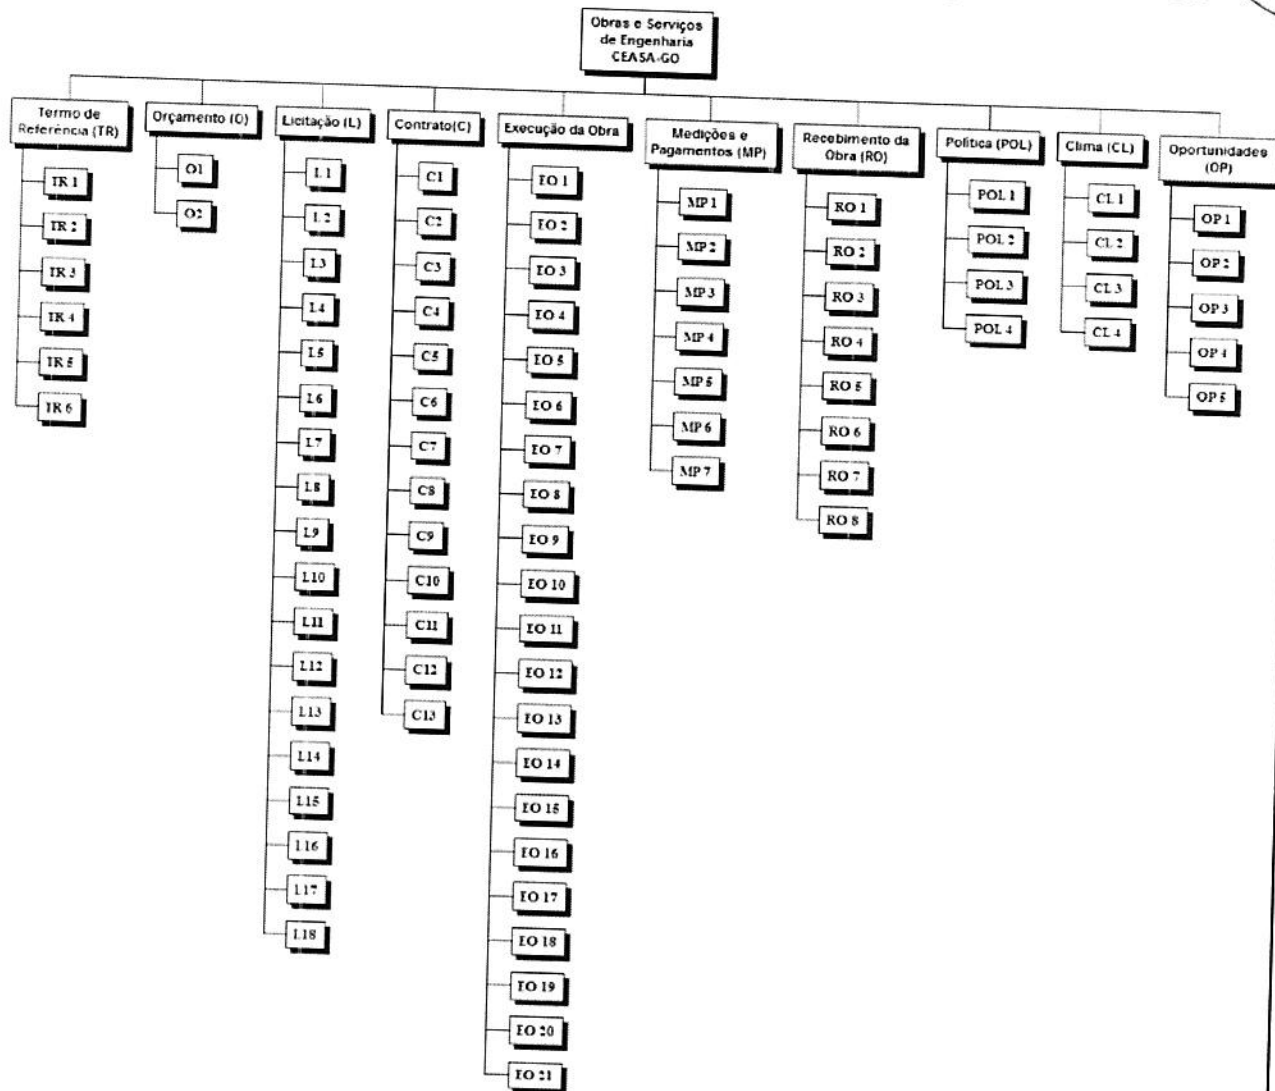 Obras e Serviços
de Engenharia
CEASA-GO
Termo de
Referência (TR)
TR 1
TR 2
TR 3
TR 4
TR 5
TR 6
Orçamento (O)
O1
O2
Licitação (L)
L1
L2
L3
L4
L5
L6
L7
L8
L9
L10
L11
L12
L13
L14
L15
L16
L17
L18
Contrato(C)
C1
C2
C3
C4
C5
C6
C7
C8
C9
C10
C11
C12
C13
Execução da Obra
EO 1
EO 2
EO 3
EO 4
EO 5
EO 6
EO 7
EO 8
EO 9
EO 10
EO 11
EO 12
EO 13
EO 14
EO 15
EO 16
EO 17
EO 18
EO 19
EO 20
EO 21
Medições e
Pagamentos (MP)
MP 1
MP 2
MP 3
MP 4
MP 5
MP 6
MP 7
Recebimento da
Obra (RO)
RO 1
RO 2
RO 3
RO 4
RO 5
RO 6
RO 7
RO 8
Política (POL)
POL 1
POL 2
POL 3
POL 4
Clima (CL)
CL 1
CL 2
CL 3
CL 4
Oportunidades
(OP)
OP 1
OP 2
OP 3
OP 4
OP 5